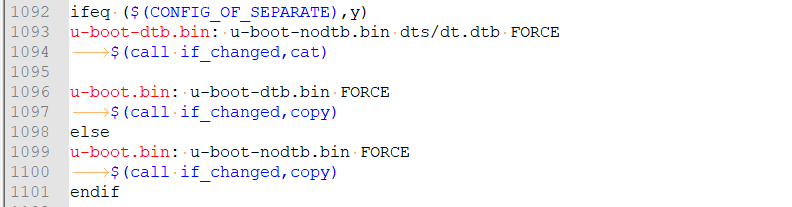 1092 ifeq ($(CONFIG_OF_SEPARATE),y)
1093 u-boot-dtb.bin: u-boot-nodtb.bin dts/dt.dtb FORCE
1094 	$(call if_changed,cat)
1095
1096 u-boot.bin: u-boot-dtb.bin FORCE
1097 	$(call if_changed,copy)
1098 else
1099 u-boot.bin: u-boot-nodtb.bin FORCE
1100 	$(call if_changed,copy)
1101 endif